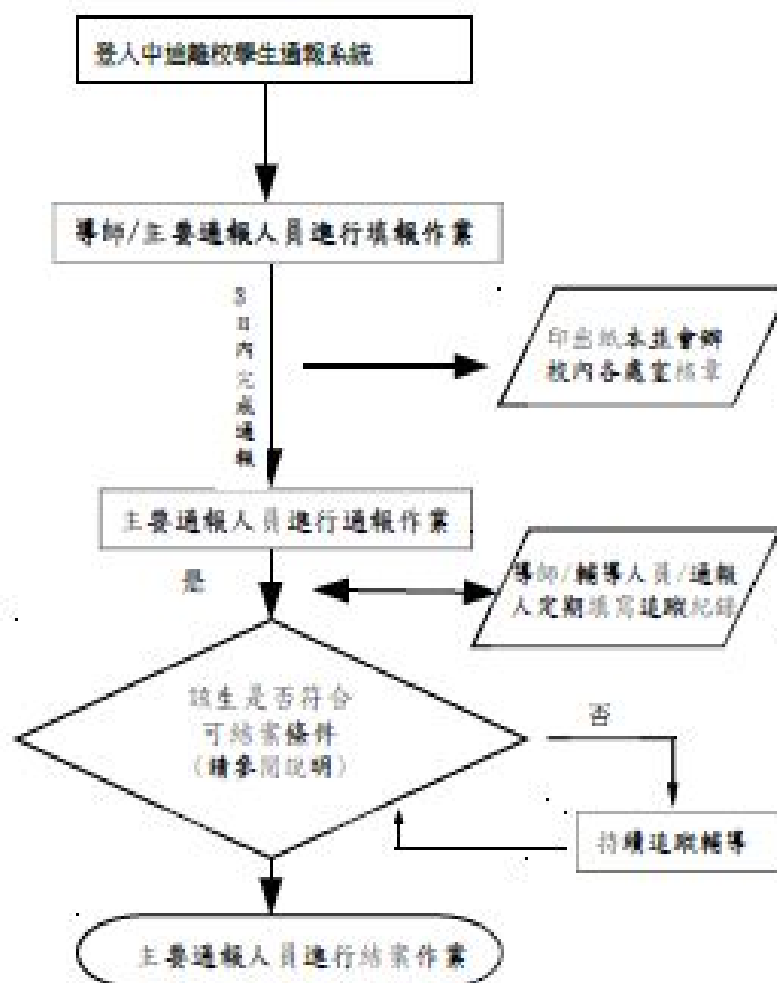 登入中途離校學生通報系統
導師/主要通報人員進行填報作業
3日內完成通報
印出紙本並會辦
校內各處室核章
主要通報人員進行通報作業
是
導師/輔導人員/通報
人定期填寫追蹤紀錄
該生是否符合
可結案條件
(請參閱說明)
否
持續追蹤輔導
主要通報人員進行結案作業